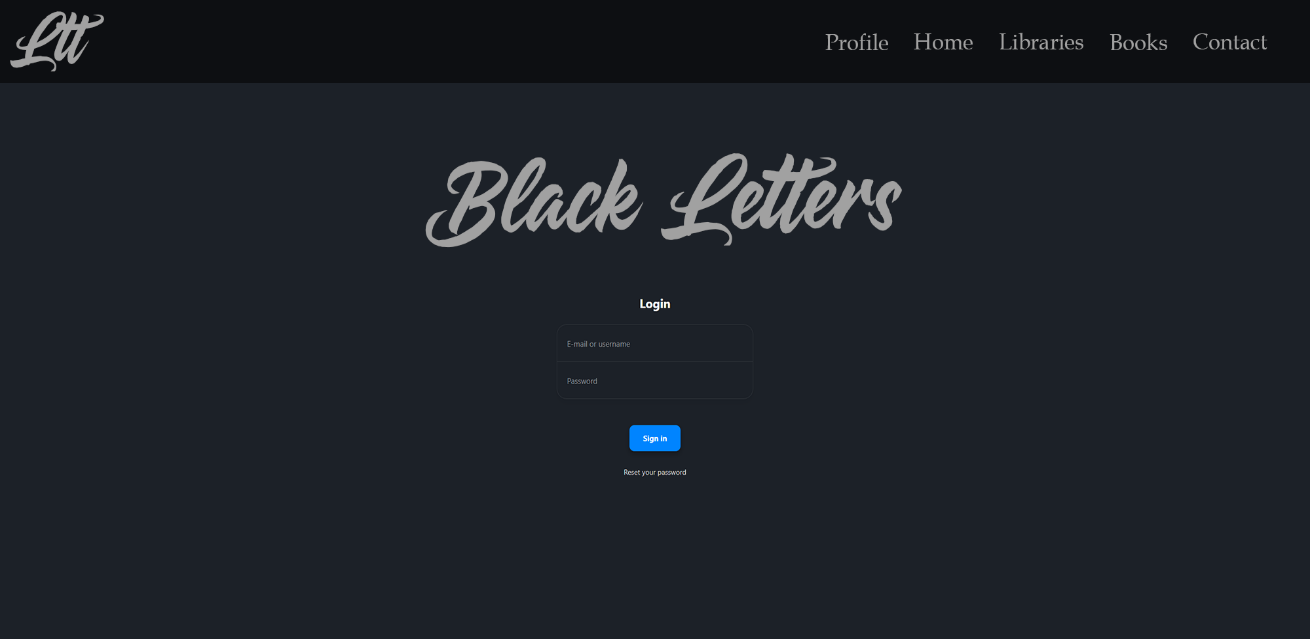 Ltt
Profile Home Libraries Books Contact
Black Letters
Login
E-mail or username
Password
Sign in
Reset your password